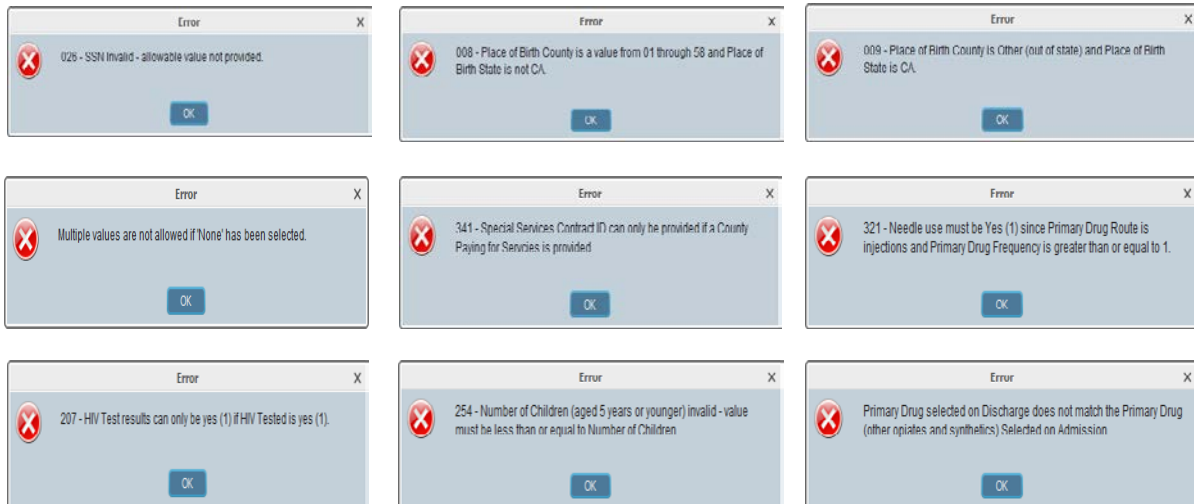 Error X
026 - SSN Invalid - allowable value not provided.
OK
Error X
008 - Place of Birth County is a value from 01 through 58 and Place of
Birth State is not CA.
OK
Error X
009 - Place of Birth County is Other (out of state) and Place of Birth
State is CA.
OK
Error X
Multiple values are not allowed if 'None' has been selected.
OK
Error X
341 - Special Services Contract ID can only be provided if a County
Paying for Servcies is provided
OK
Error X
321 - Needle use must be Yes (1) since Primary Drug Route is
injections and Primary Drug Frequency is greater than or equal to 1.
OK
Error X
207 - HIV Test results can only be yes (1) if HIV Tested is yes (1).
OK
Error X
254 - Number of Children (aged 5 years or younger) invalid - value
must be less than or equal to Number of Children
OK
Error X
Primary Drug selected on Discharge does not match the Primary Drug
(other opiates and synthetics) Selected on Admission
OK